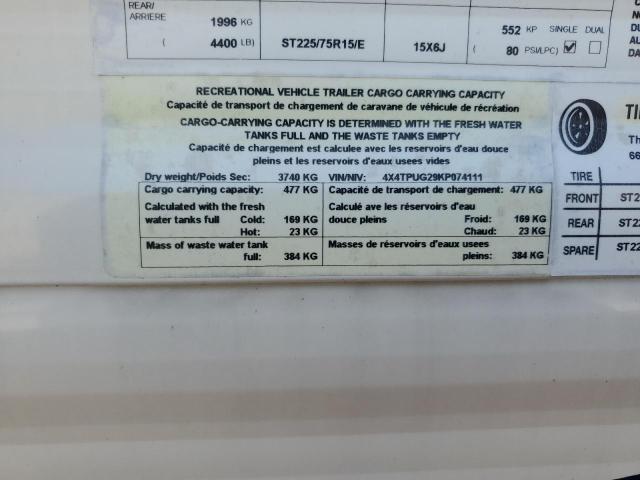 REAR/
ARRIERE
1996 KG
( 4400 LB)
ST225/75R15/E
15X6J
552 KP SINGLE DUAL
( 80 PSI/LPC)
RECREATIONAL VEHICLE TRAILER CARGO CARRYING CAPACITY
Capacité de transport de chargement de caravane de véhicule de récréation
CARGO-CARRYING CAPACITY IS DETERMINED WITH THE FRESH WATER
TANKS FULL AND THE WASTE TANKS EMPTY
Capacité de chargement est calculee avec les reservoirs d'eau douce
pleins et les reservoirs d'eaux usees vides
Dry weight/Poids Sec: 3740 KG VIN/NIV: 4X4TPUG29KP074111
Cargo carrying capacity: 477 KG Capacité de transport de chargement: 477 KG
Calculated with the fresh Calculé ave les réservoirs d'eau
water tanks full Cold: 169 KG douce pleins Froid: 169 KG
Hot: 23 KG Chaud: 23 KG
Mass of waste water tank Masses de réservoirs d'eaux usees
full: 384 KG pleins: 384 KG
TI
Th
66
TIRE
FRONT ST2
REAR ST22
SPARE ST22